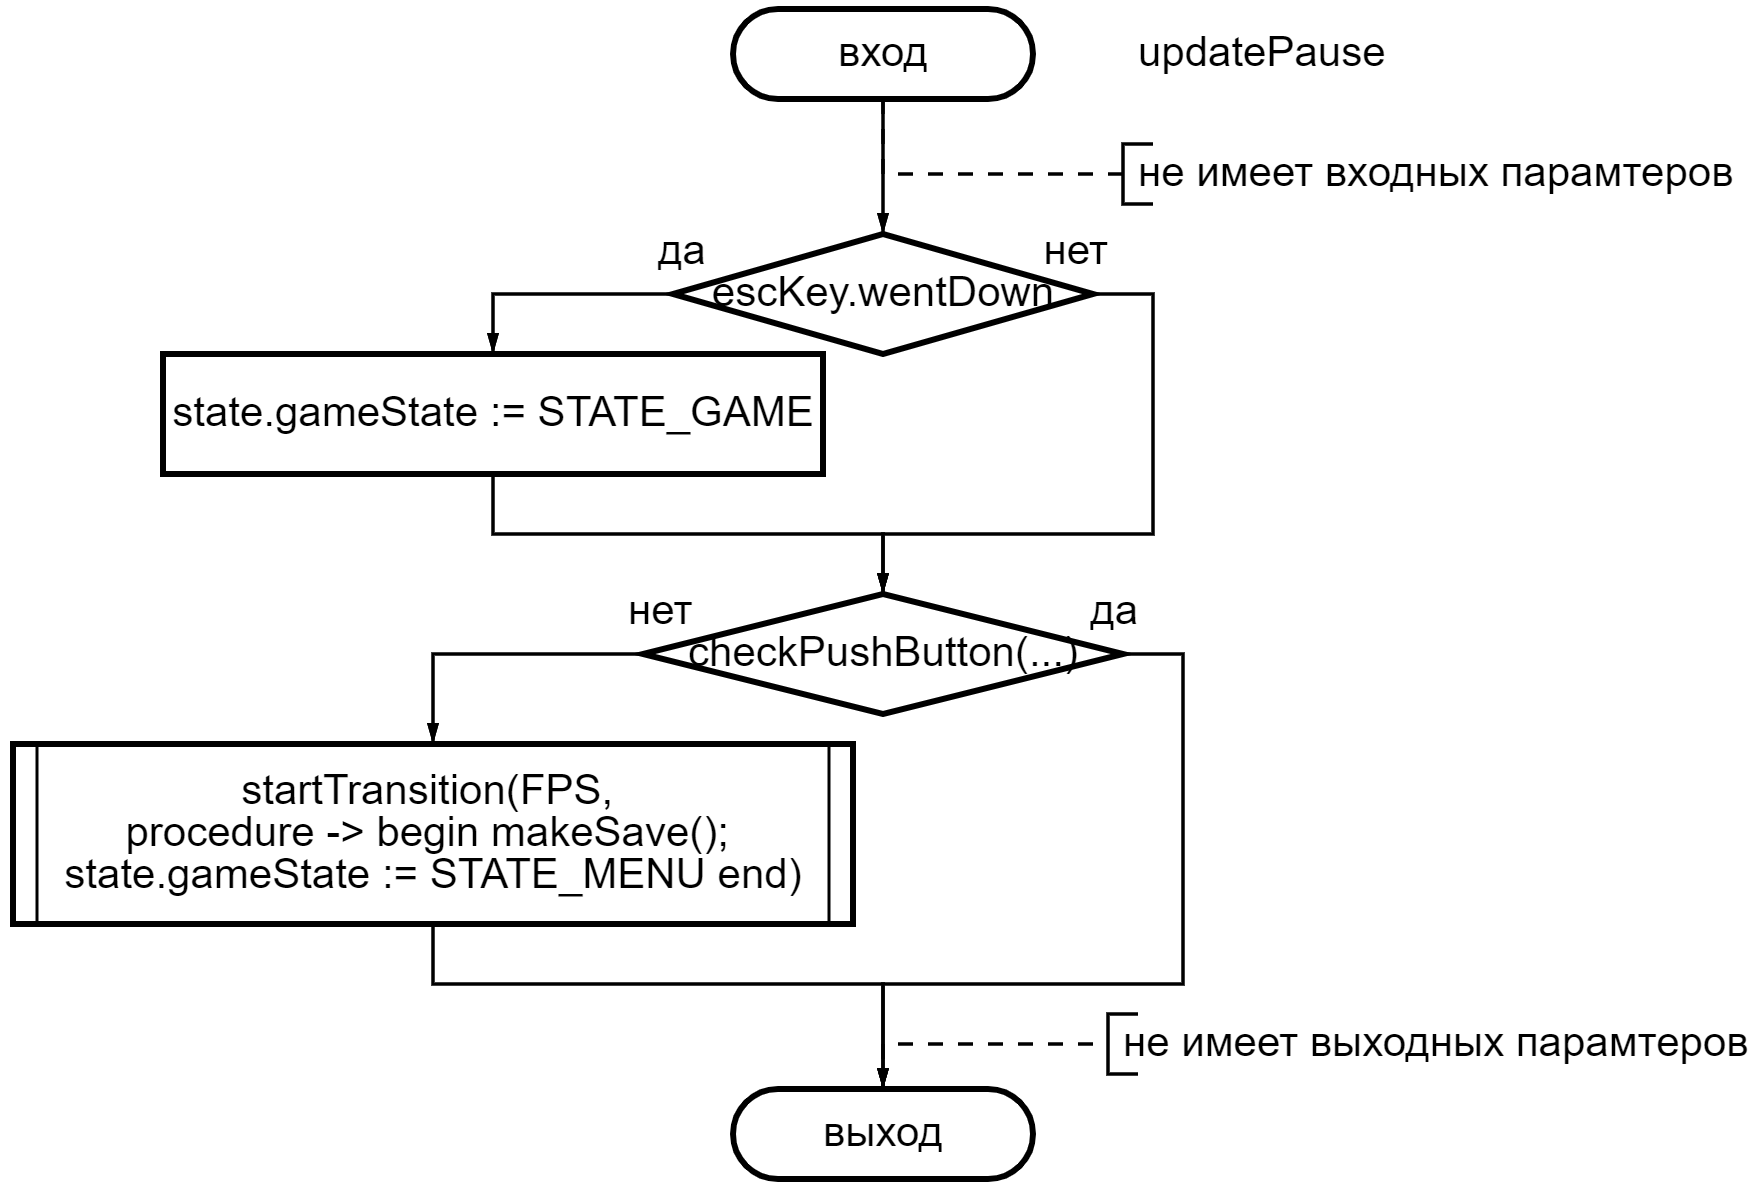 вход
updatePause
не имеет входных парамтеров
да
нет
escKey.wentDown
state.gameState := STATE_GAME
нет
да
checkPushButton(...)
startTransition(FPS,
procedure -> begin makeSave();
state.gameState := STATE_MENU end)
не имеет выходных парамтеров
выход